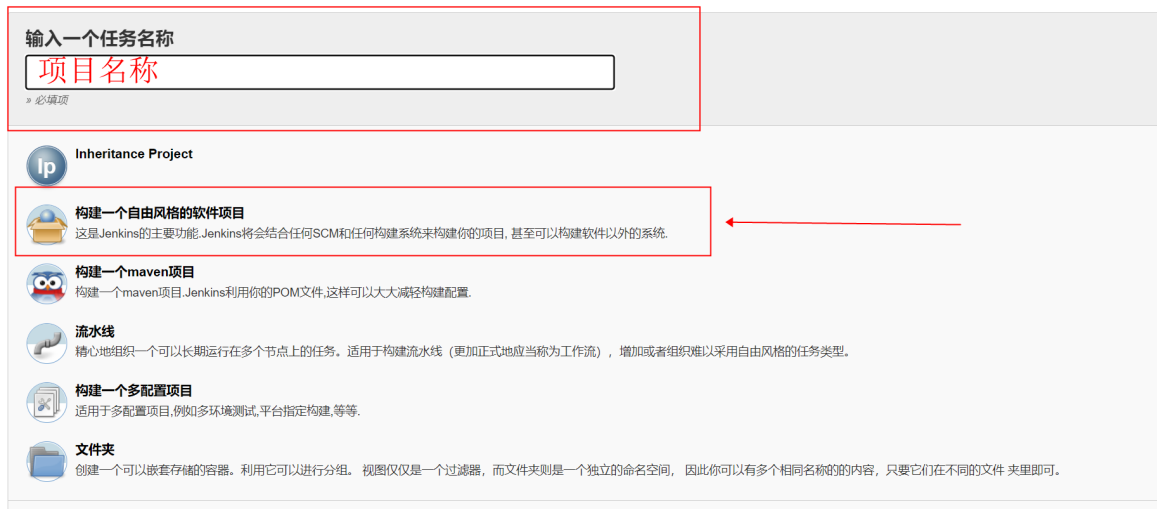 输入一个任务名称
项目名称
» 必填项
Ip
Inheritance Project
构建一个自由风格的软件项目
这是Jenkins的主要功能.Jenkins将会结合任何SCM和任何构建系统来构建你的项目, 甚至可以构建软件以外的系统.
构建一个maven项目
构建一个maven项目.Jenkins利用你的POM文件,这样可以大大减轻构建配置.
流水线
精心地组织一个可以长期运行在多个节点上的任务。适用于构建流水线（更加正式地应当称为工作流），增加或者组织难以采用自由风格的任务类型。
构建一个多配置项目
适用于多配置项目,例如多环境测试,平台指定构建,等等.
文件夹
创建一个可以嵌套存储的容器。利用它可以进行分组。 视图仅仅是一个过滤器，而文件夹则是一个独立的命名空间， 因此你可以有多个相同名称的的内容，只要它们在不同的文件 夹里即可。